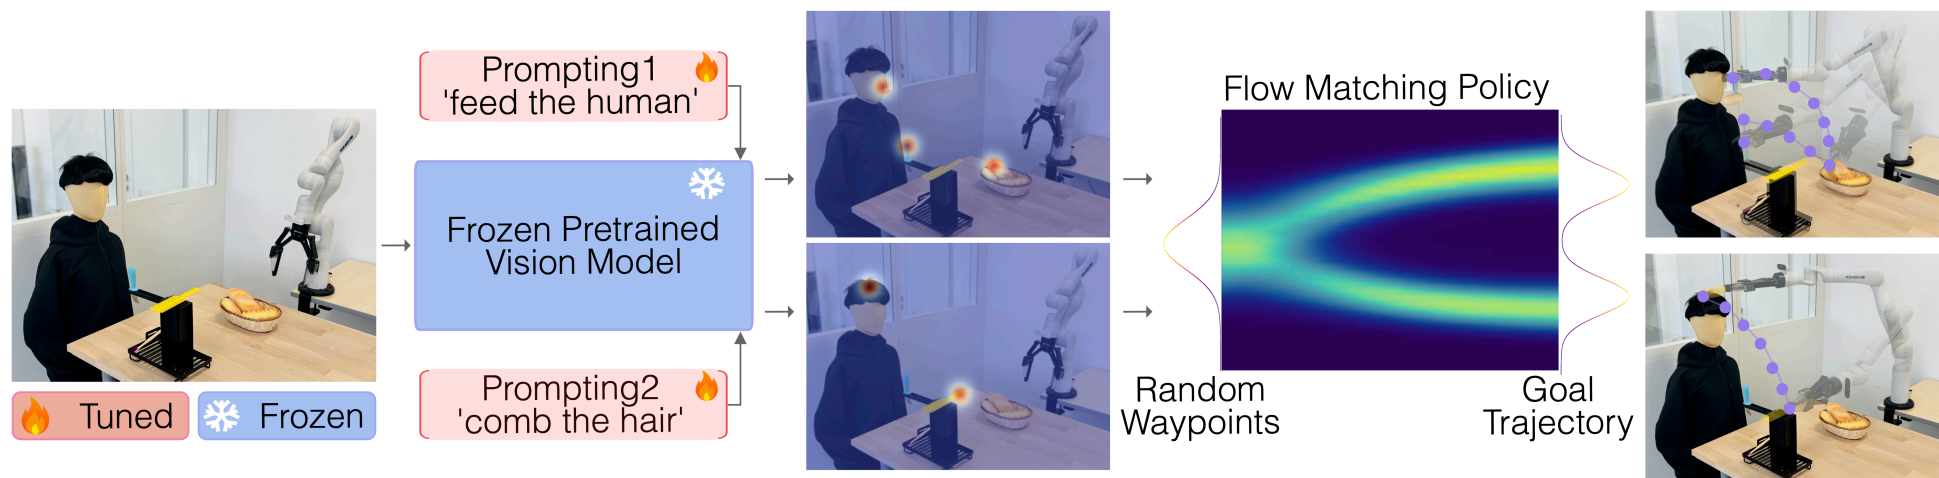 Prompting1
'feed the human'
Frozen Pretrained
Vision Model
Prompting2
'comb the hair'
Tuned
Frozen
Flow Matching Policy
Random
Waypoints
Goal
Trajectory